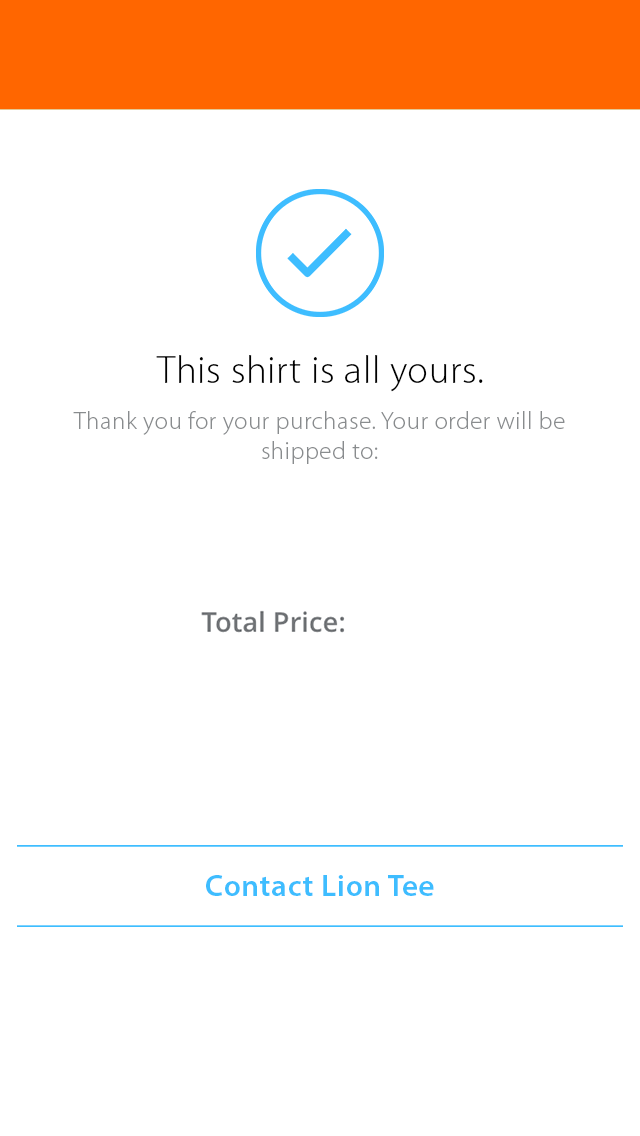 This shirt is all yours.
Thank you for your purchase. Your order will be
shipped to:
Total Price:
Contact Lion Tee